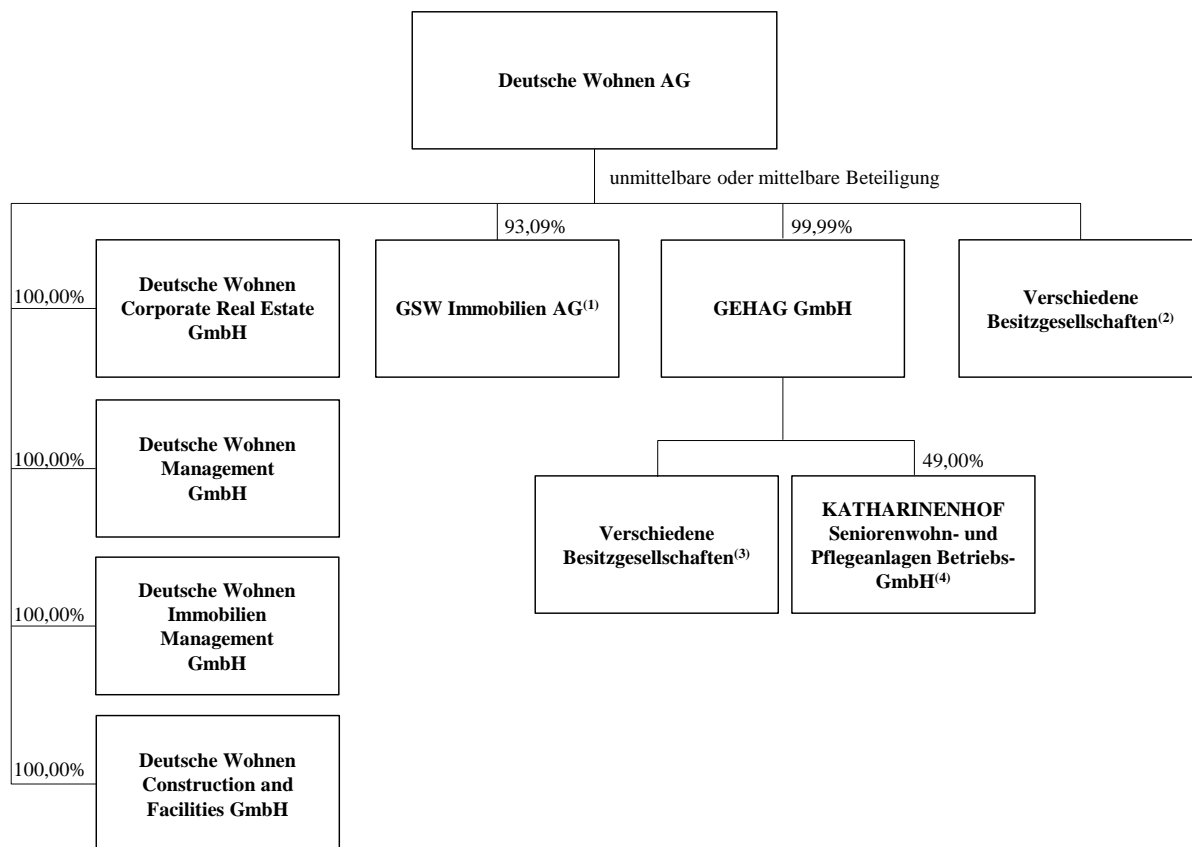 Deutsche Wohnen AG
unmittelbare oder mittelbare Beteiligung
93,09%
99,99%
100,00%
Deutsche Wohnen
Corporate Real Estate
GmbH
GSW Immobilien AG(1)
GEHAG GmbH
Verschiedene
Besitzgesellschaften(2)
100,00%
Deutsche Wohnen
Management
GmbH
49,00%
Verschiedene
Besitzgesellschaften(3)
KATHARINENHOF
Seniorenwohn- und
Pflegeanlagen Betriebs-
GmbH(4)
100,00%
Deutsche Wohnen
Immobilien
Management
GmbH
100,00%
Deutsche Wohnen
Construction and
Facilities GmbH